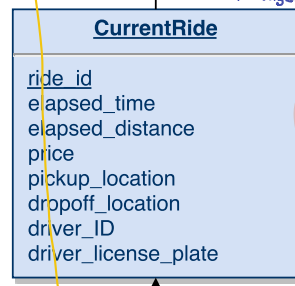 CurrentRide
ride_id
elapsed_time
elapsed_distance
price
pickup_location
dropoff_location
driver_ID
driver_license_plate